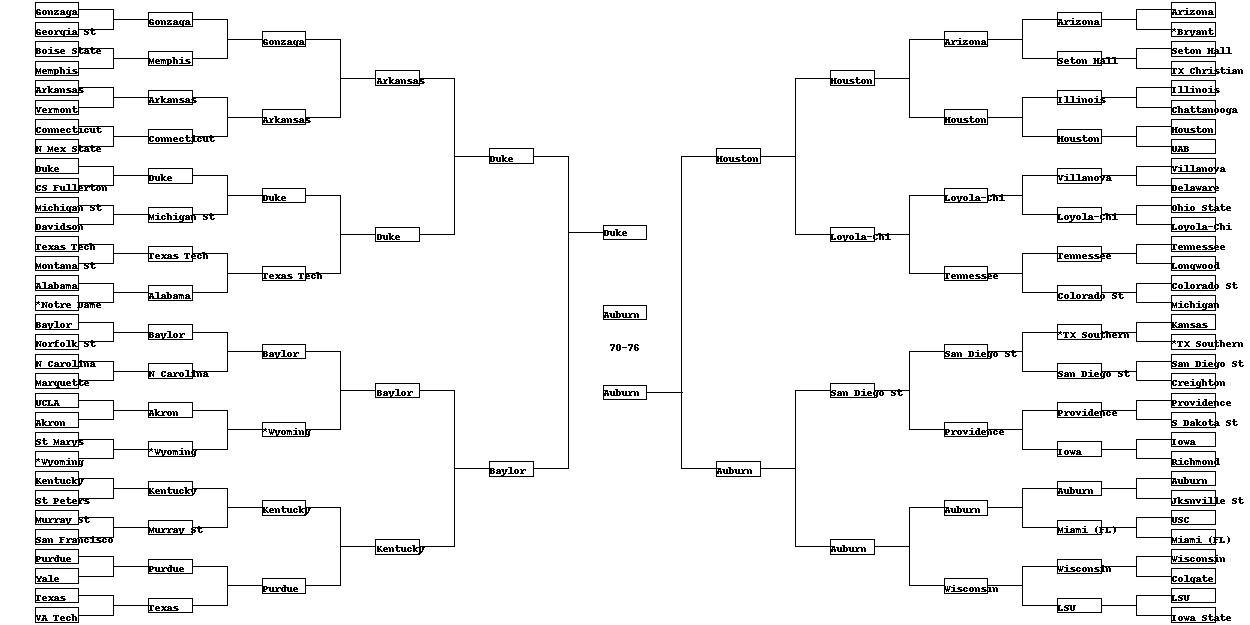 Gonzaga
Georgia St
Boise State
Memphis
Arkansas
Vermont
Connecticut
N Mex State
Duke
CS Fullerton
Michigan St
Davidson
Texas Tech
Montana St
Alabama
*Notre Dame
Baylor
Norfolk St
N Carolina
Marquette
UCLA
Akron
St Marys
*Wyoming
Kentucky
St Peters
Murray St
San Francisco
Purdue
Yale
Texas
VA Tech
Gonzaga
Memphis
Arkansas
Connecticut
Duke
Michigan St
Texas Tech
Alabama
Baylor
N Carolina
Akron
*Wyoming
Kentucky
Murray St
Purdue
Texas
Gonzaga
Arkansas
Duke
Texas Tech
Baylor
*Wyoming
Kentucky
Purdue
Arkansas
Duke
Baylor
Kentucky
Duke
Baylor
Duke
Auburn
70-76
Auburn
Houston
Auburn
Houston
Loyola-Chi
San Diego St
Auburn
Arizona
Houston
Loyola-Chi
Tennessee
San Diego St
Providence
Auburn
Wisconsin
Arizona
Seton Hall
Illinois
Houston
Villanova
Loyola-Chi
Tennessee
Colorado St
*TX Southern
San Diego St
Providence
Iowa
Auburn
Miami (FL)
Wisconsin
LSU
Arizona
*Bryant
Seton Hall
TX Christian
Illinois
Chattanooga
Houston
UAB
Villanova
Delaware
Ohio State
Loyola-Chi
Tennessee
Longwood
Colorado St
Michigan
Kansas
*TX Southern
San Diego St
Creighton
Providence
S Dakota St
Iowa
Richmond
Auburn
Jksnville St
USC
Miami (FL)
Wisconsin
Colgate
LSU
Iowa State